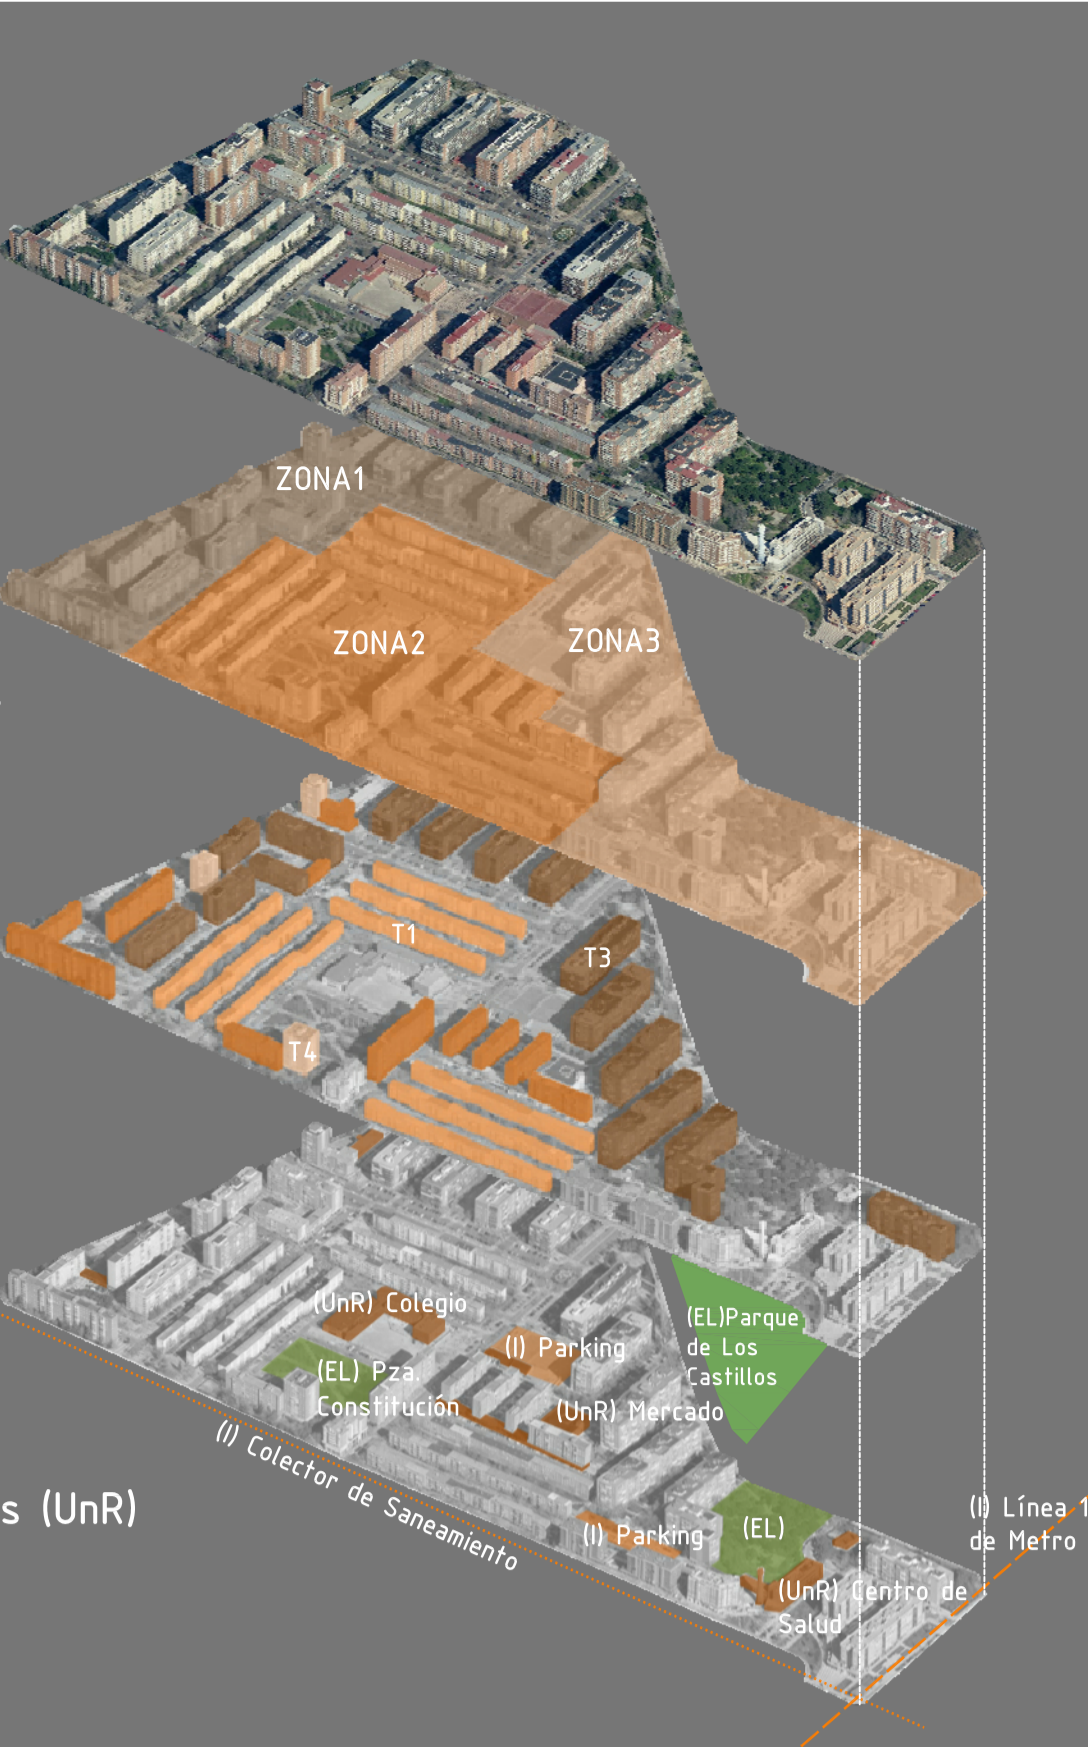 ZONA1
ZONA2
ZONA3
T1
T3
T4
(UnR) Colegio
(I) Parking
(EL)Parque
de Los
Castillos
(EL) Pza.
Constitución
(UnR) Mercado
(I) Colector de Saneamiento
s (UnR)
(I) Parking
(EL)
(I) Línea 1
de Metro
(UnR) Centro de
Salud